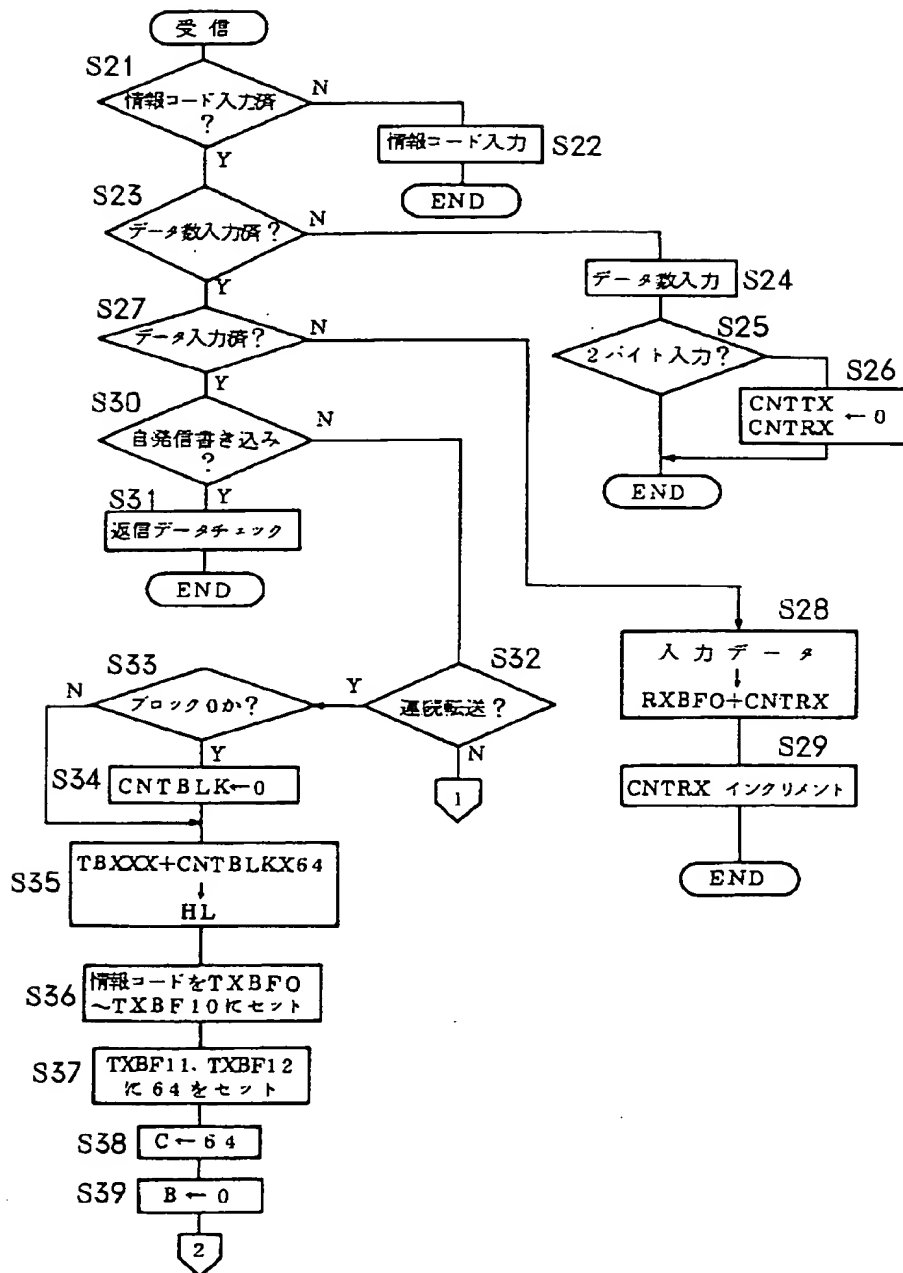 受信
S21
情報コード入力済
?
N
Y
情報コード入力
S22
END
S23
データ数入力済?
N
Y
データ数入力
S24
S25
2バイト入力?
S26
CNTTX
CNTRX ←0
END
S27
データ入力済?
N
Y
S30
自発信書き込み
?
N
Y
S31
返信データチェック
END
S28
入力データ
↓
RXBF0+CNTRX
S29
CNTRX インクリメント
END
S32
連続転送?
Y
N
1
S33
ブロック0か?
N
Y
S34
CNTBLK←0
S35
TBXXX+CNTBLKX64
↓
HL
S36
情報コードをTXBF0
~TXBF10にセット
S37
TXBF11、TXBF12
に64をセット
S38
C←64
S39
B←0
2